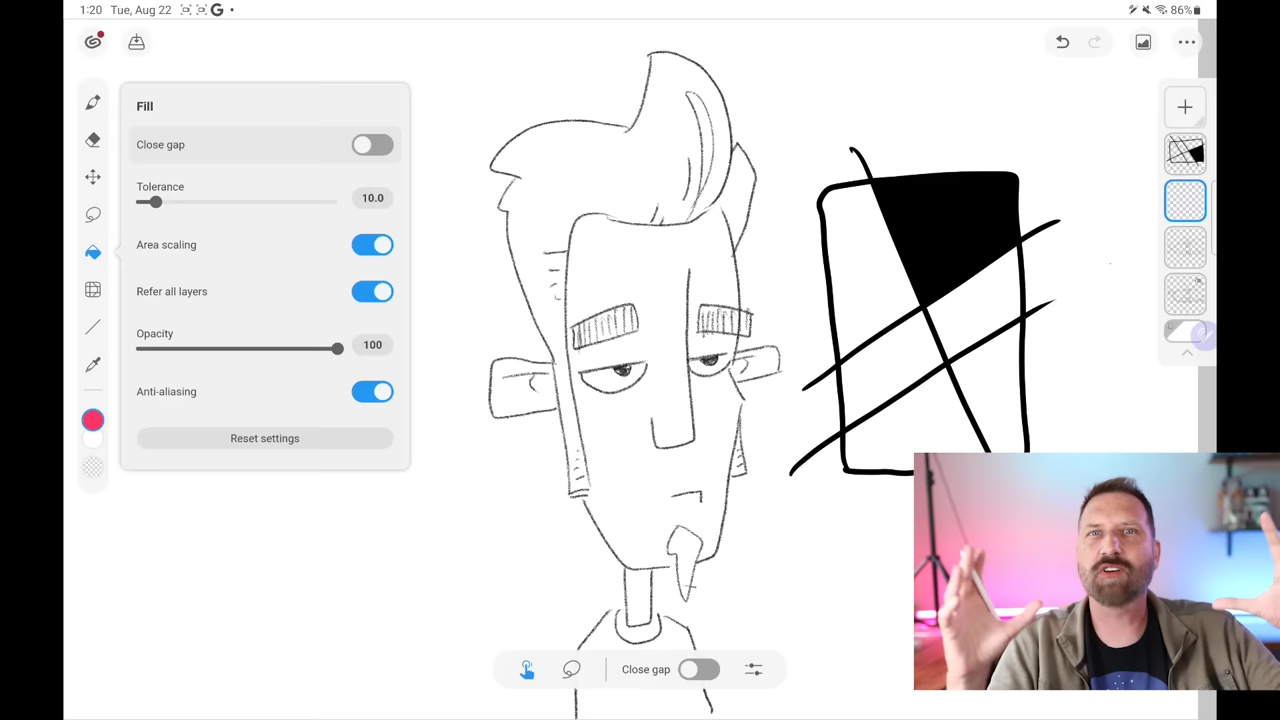 1:20 Tue, Aug 22 G 86%
Fill
Close gap
Tolerance
10.0
Area scaling
Refer all layers
Opacity
100
Anti-aliasing
Reset settings
Close gap